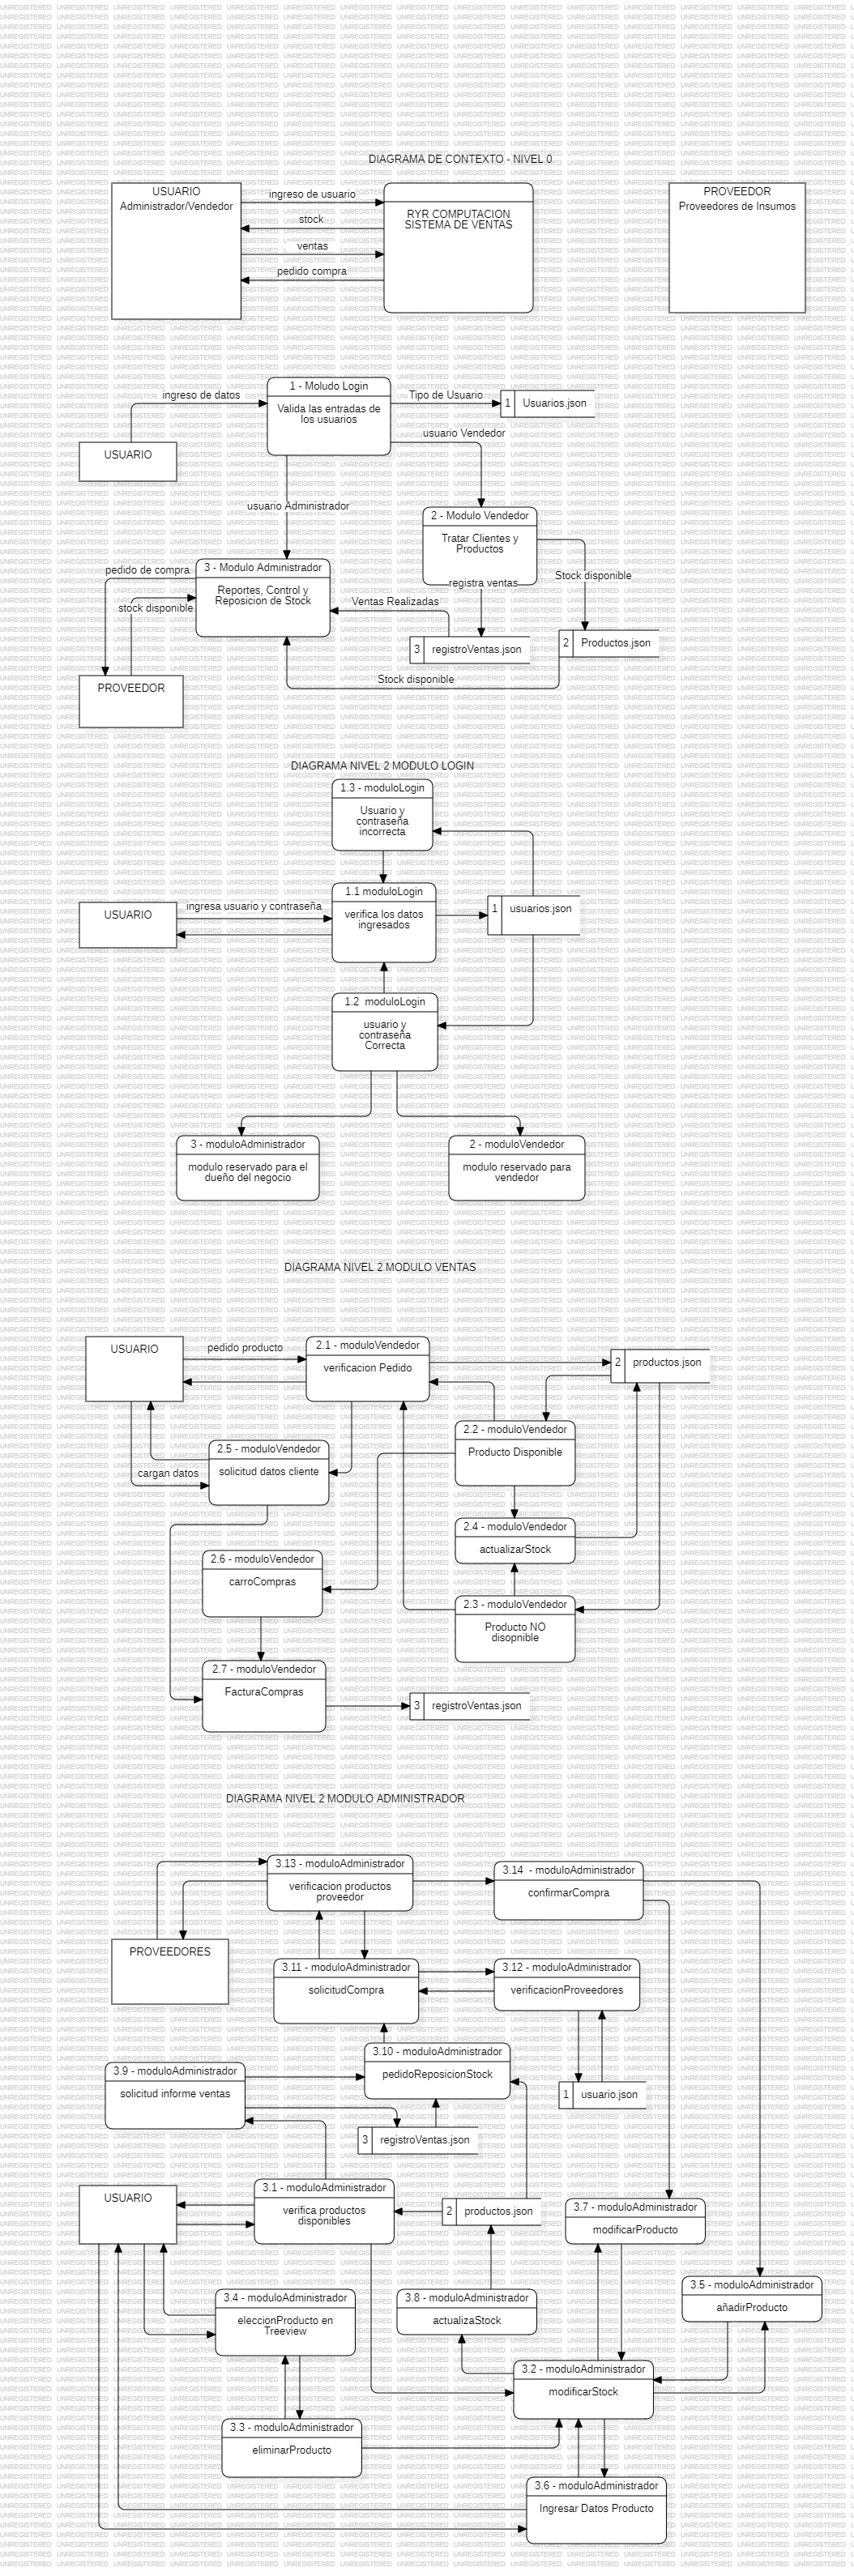 DIAGRAMA DE CONTEXTO - NIVEL 0
USUARIO
Administrador/Vendedor
ingreso de usuario
stock
ventas
pedido compra
RYR COMPUTACION
SISTEMA DE VENTAS
PROVEEDOR
Proveedores de Insumos
1 - Moludo Login
Valida las entradas de
los usuarios
ingreso de datos
USUARIO
Tipo de Usuario
1 Usuarios.json
usuario Vendedor
usuario Administrador
2 - Modulo Vendedor
Tratar Clientes y
Productos
registra ventas
Stock disponible
3 - Modulo Administrador
Reportes, Control y
Reposicion de Stock
pedido de compra
stock disponible
Ventas Realizadas
3 registroVentas.json
2 Productos.json
Stock disponible
PROVEEDOR
DIAGRAMA NIVEL 2 MODULO LOGIN
1.3 - moduloLogin
Usuario y
contraseña
incorrecta
1.1 moduloLogin
verifica los datos
ingresados
USUARIO
ingresa usuario y contraseña
1 usuarios.json
1.2 moduloLogin
usuario y
contraseña
Correcta
3 - moduloAdministrador
modulo reservado para el
dueño del negocio
2 - moduloVendedor
modulo reservado para
vendedor
DIAGRAMA NIVEL 2 MODULO VENTAS
USUARIO
pedido producto
2.1 - moduloVendedor
verificacion Pedido
2 productos.json
2.2 - moduloVendedor
Producto Disponible
2.5 - moduloVendedor
solicitud datos cliente
cargan datos
2.4 - moduloVendedor
actualizarStock
2.6 - moduloVendedor
carroCompras
2.3 - moduloVendedor
Producto NO
disopnible
2.7 - moduloVendedor
FacturaCompras
3 registroVentas.json
DIAGRAMA NIVEL 2 MODULO ADMINISTRADOR
3.13 - moduloAdministrador
verificacion productos
proveedor
3.14 - moduloAdministrador
confirmarCompra
PROVEEDORES
3.11 - moduloAdministrador
solicitudCompra
3.12 - moduloAdministrador
verificacionProveedores
3.10 - moduloAdministrador
pedidoReposicionStock
3.9 - moduloAdministrador
solicitud informe ventas
1 usuario.json
3 registroVentas.json
USUARIO
3.1 - moduloAdministrador
verifica productos
disponibles
2 productos.json
3.7 - moduloAdministrador
modificarProducto
3.5 - moduloAdministrador
añadirProducto
3.4 - moduloAdministrador
eleccionProducto en
Treeview
3.8 - moduloAdministrador
actualizaStock
3.2 - moduloAdministrador
modificarStock
3.3 - moduloAdministrador
eliminarProducto
3.6 - moduloAdministrador
Ingresar Datos Producto
UNREGISTERED